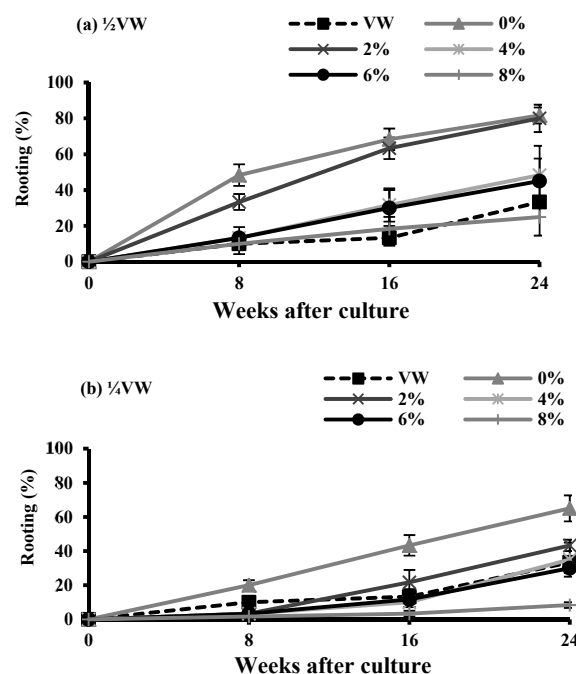 (a) ½VW
VW 0%
2% 4%
6% 8%
Rooting (%)
100
80
60
40
20
0
0 8 16 24
Weeks after culture
(b) ¼VW
VW 0%
2% 4%
6% 8%
Rooting (%)
100
80
60
40
20
0
0 8 16 24
Weeks after culture